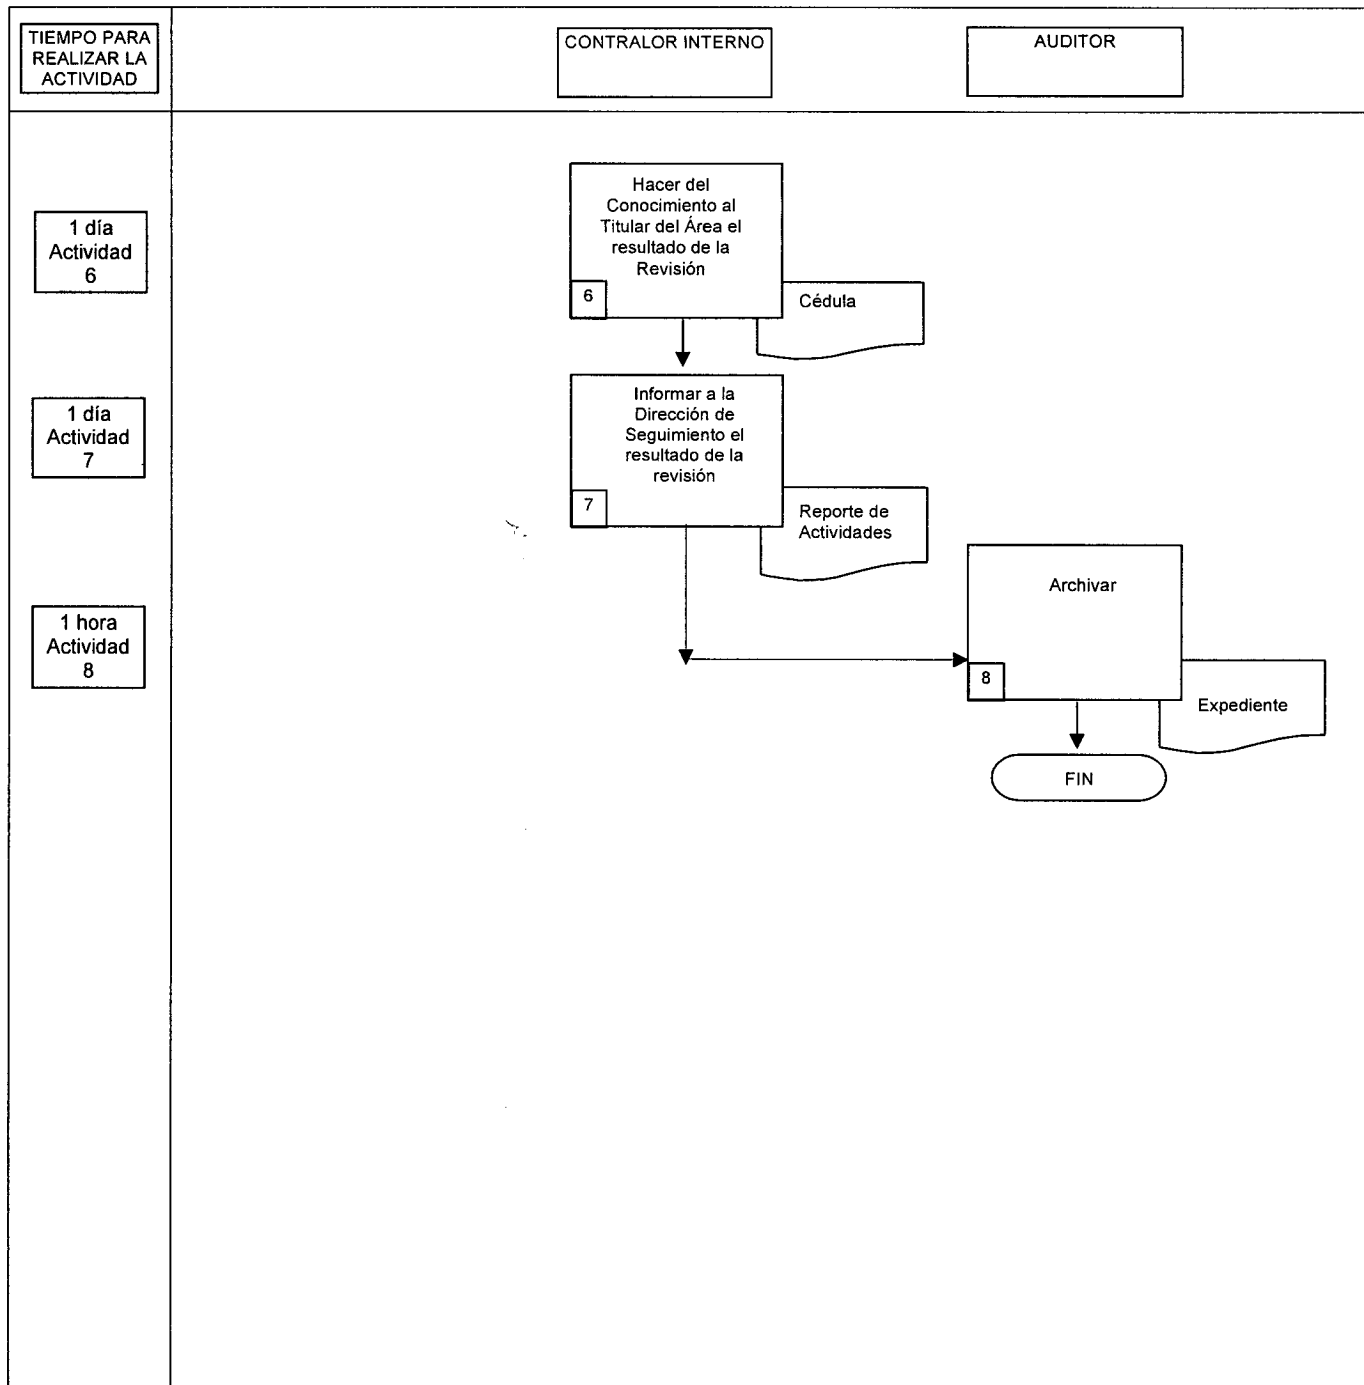 TIEMPO PARA
REALIZAR LA
ACTIVIDAD
CONTRALOR INTERNO
AUDITOR
1 día
Actividad
6
Hacer del
Conocimiento al
Titular del Área el
resultado de la
Revisión
6
Cédula
1 día
Actividad
7
Informar a la
Dirección de
Seguimiento el
resultado de la
revisión
7
Reporte de
Actividades
1 hora
Actividad
8
Archivar
8
Expediente
FIN